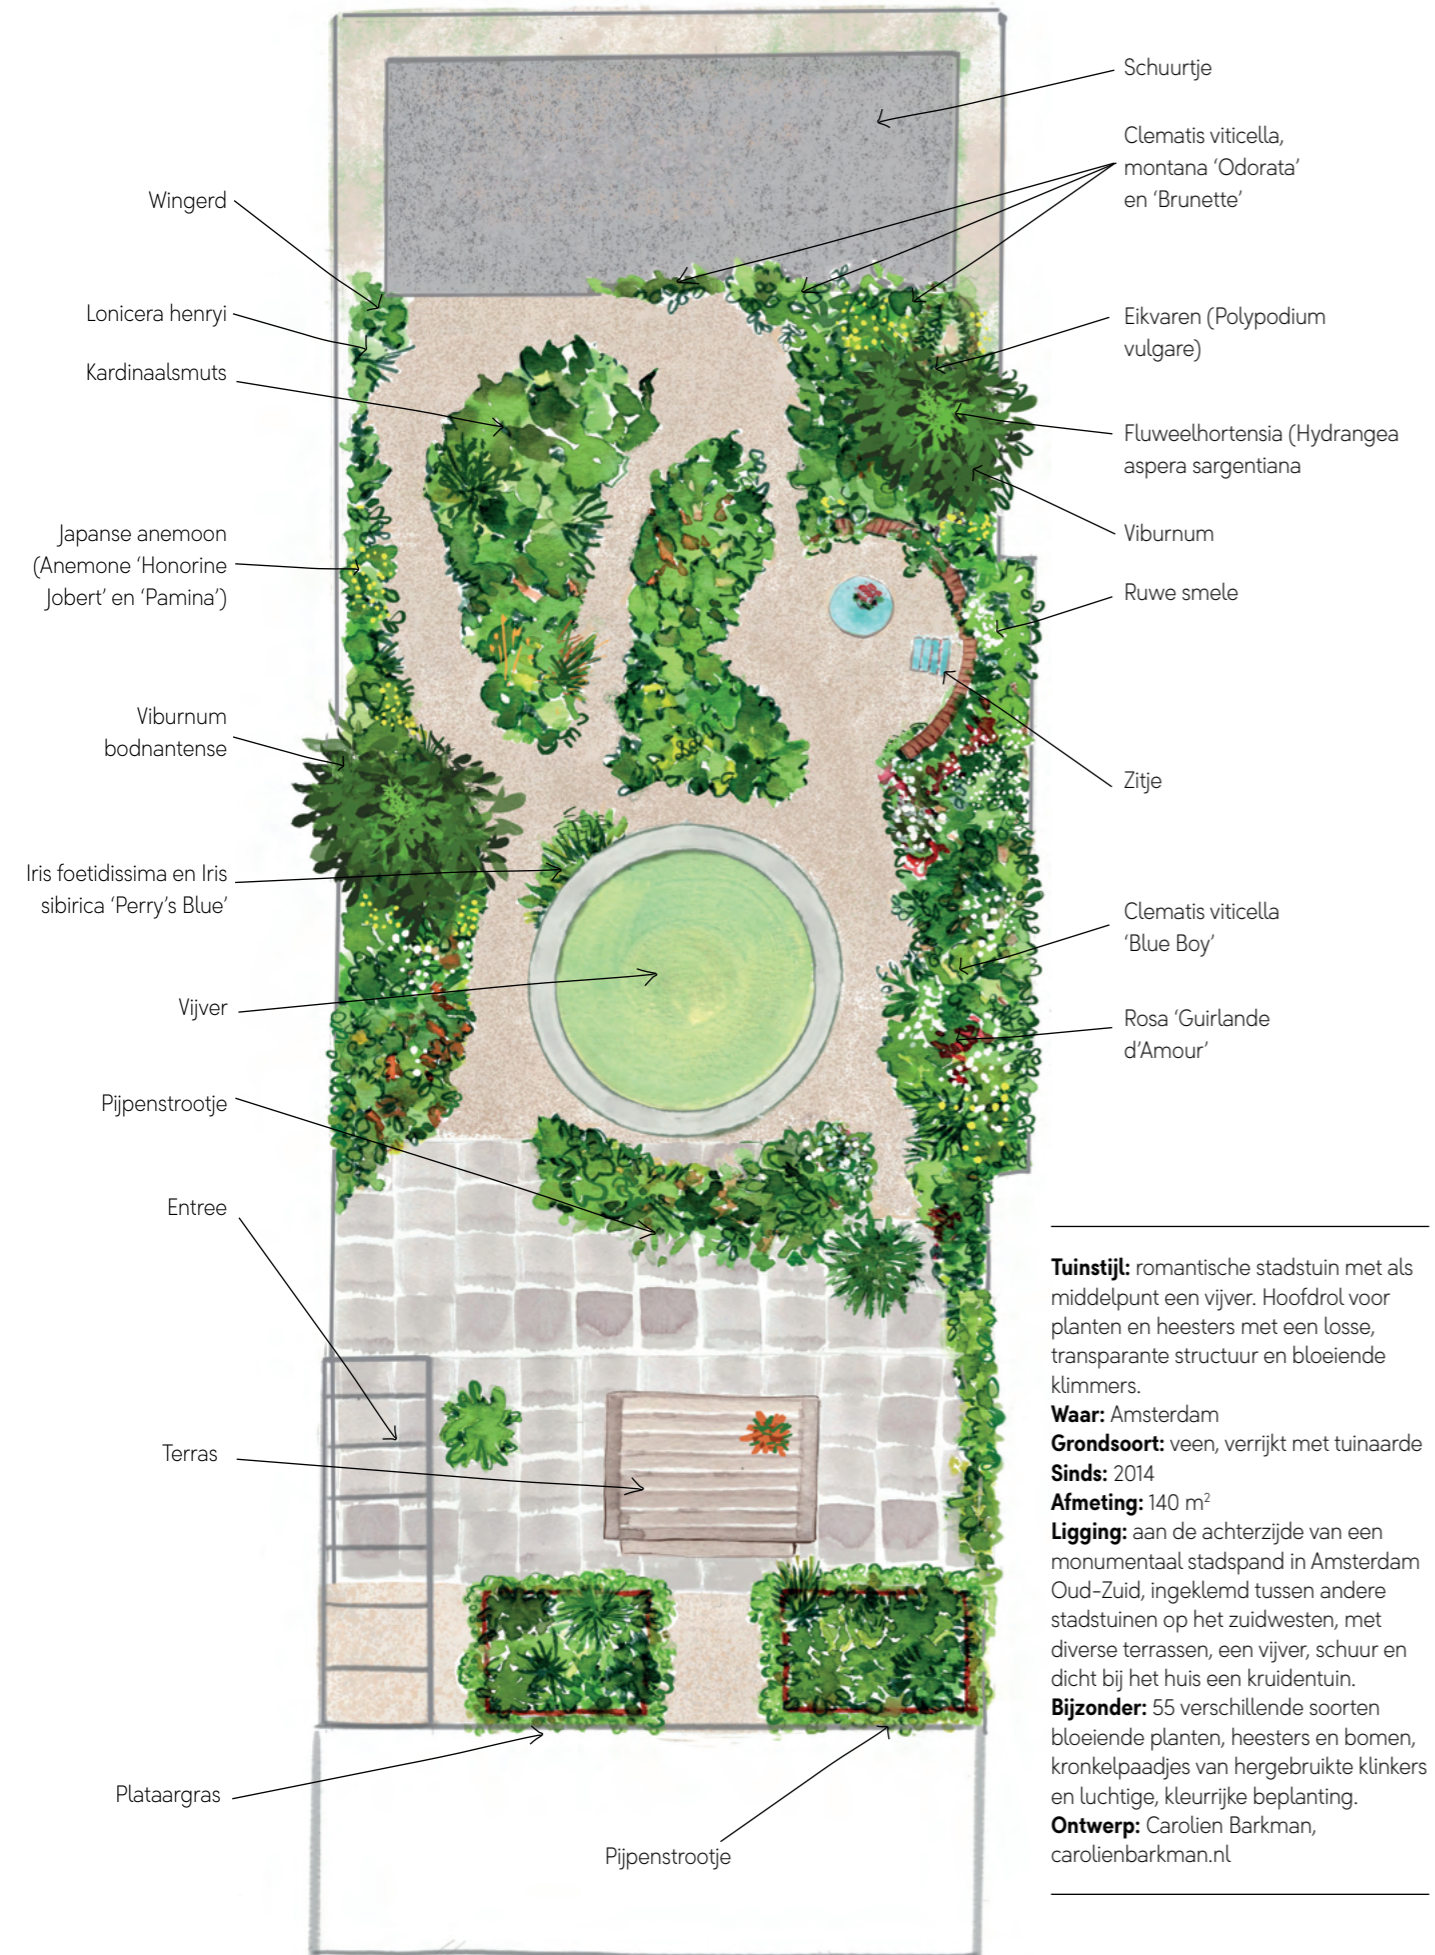 Schuurtje
Clematis viticella,
montana ‘Odorata’
en ‘Brunette’
Wingerd
Lonicera henryi
Kardinaalsmuts
Eikvaren (Polypodium
vulgare)
Fluweelhortensia (Hydrangea
aspera sargentiana
Viburnum
Japanse anemoon
(Anemone ‘Honorine
Jobert’ en ‘Pamina’)
Ruwe smele
Viburnum
bodnantense
Zitje
Iris foetidissima en Iris
sibirica ‘Perry’s Blue’
Clematis viticella
‘Blue Boy’
Vijver
Rosa ‘Guirlande
d’Amour’
Pijpenstrootje
Entree
Terras
Plataargras
Pijpenstrootje
Tuinstijl: romantische stadstuin met als
middelpunt een vijver. Hoofdrol voor
planten en heesters met een losse,
transparante structuur en bloeiende
klimmers.
Waar: Amsterdam
Grondsoort: veen, verrijkt met tuinaarde
Sinds: 2014
Afmeting: 140 m²
Ligging: aan de achterzijde van een
monumentaal stadspand in Amsterdam
Oud-Zuid, ingeklemd tussen andere
stadstuinen op het zuidwesten, met
diverse terrassen, een vijver, schuur en
dicht bij het huis een kruidentuin.
Bijzonder: 55 verschillende soorten
bloeiende planten, heesters en bomen,
kronkelpaadjes van hergebruikte klinkers
en luchtige, kleurrijke beplanting.
Ontwerp: Carolien Barkman,
carolienbarkman.nl